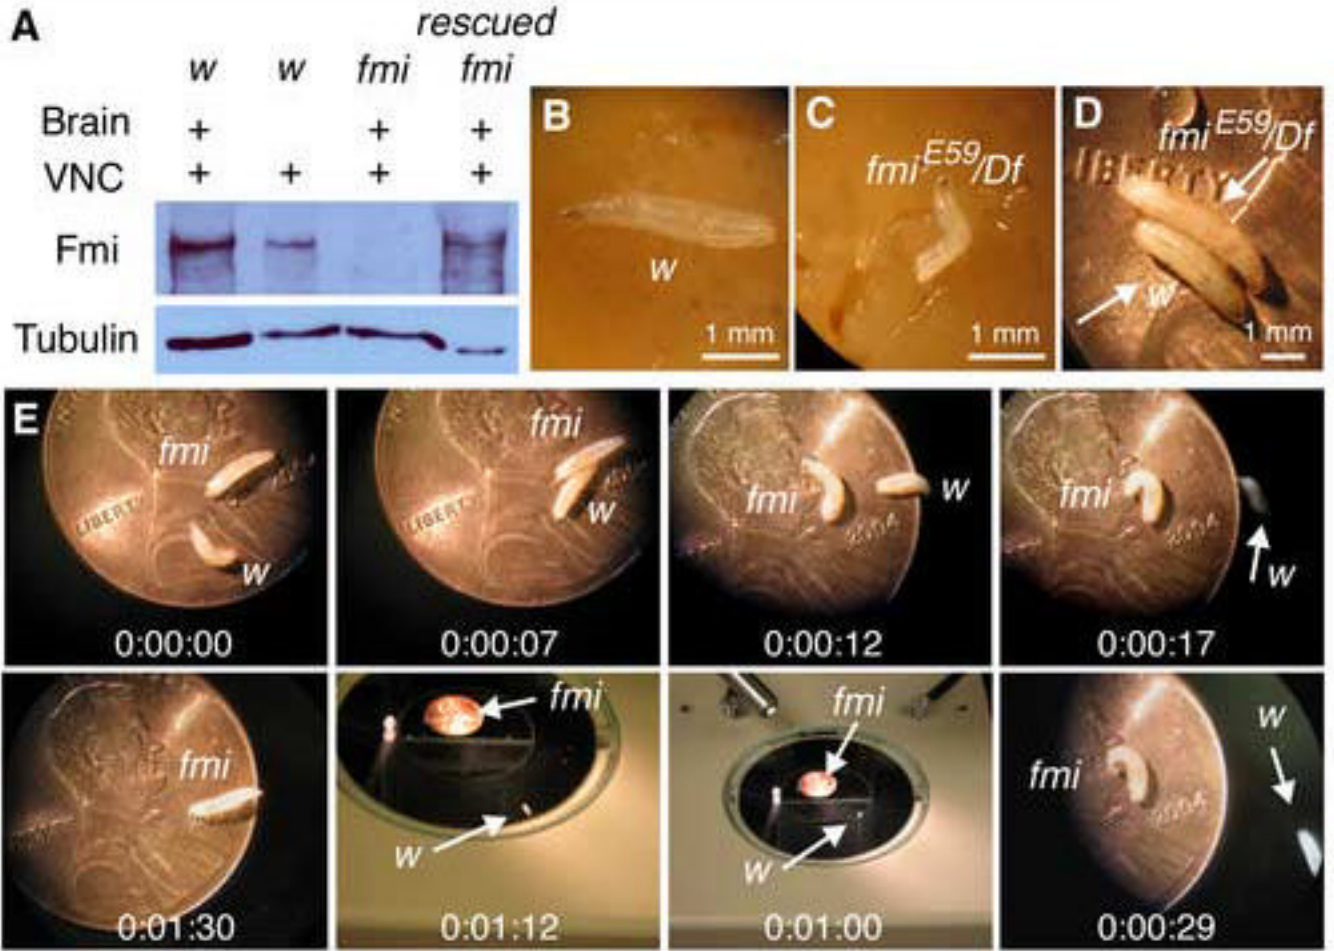 A
rescued
w w fmi fmi
Brain + + +
VNC + + + +
Fmi
Tubulin
B
w
1 mm
C
fmi E59/Df
1 mm
D
fmi E59/Df
LIBERTY
w
1 mm
E
fmi
LIBERTY
w
0:00:00
fmi
LIBERTY
w
0:00:07
fmi w
0:00:12
fmi
w
0:00:17
fmi
0:01:30
fmi
w
0:01:12
fmi
w
0:01:00
w
fmi
0:00:29